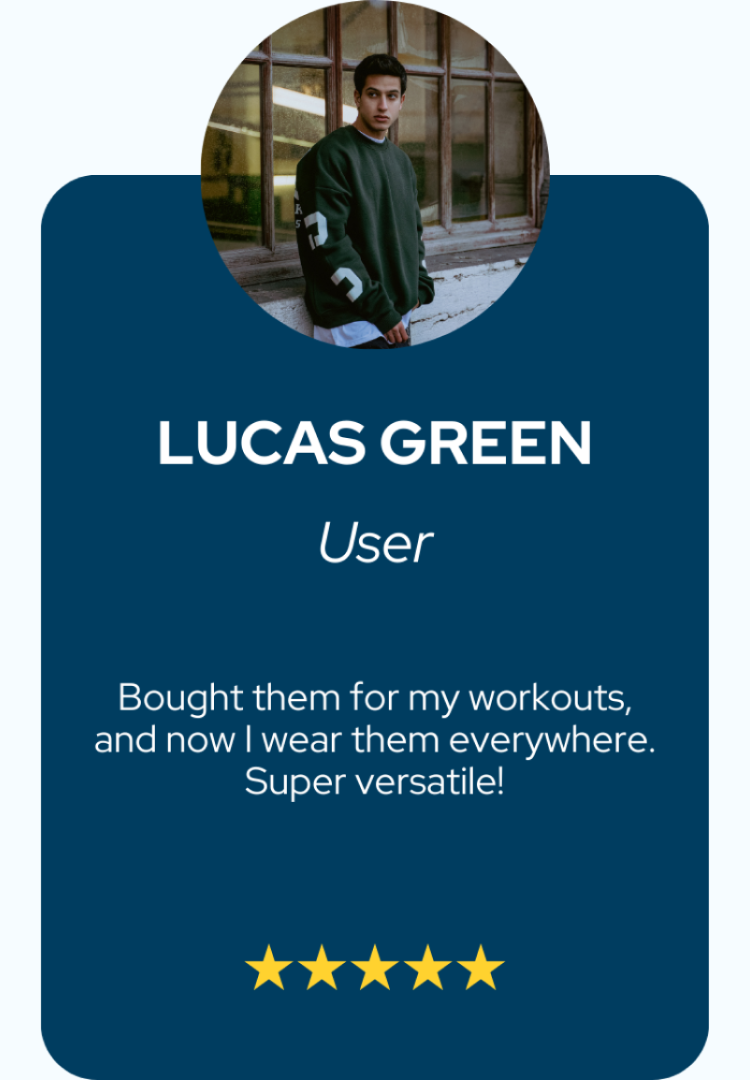 LUCAS GREEN
User
Bought them for my workouts,
and now I wear them everywhere.
Super versatile!